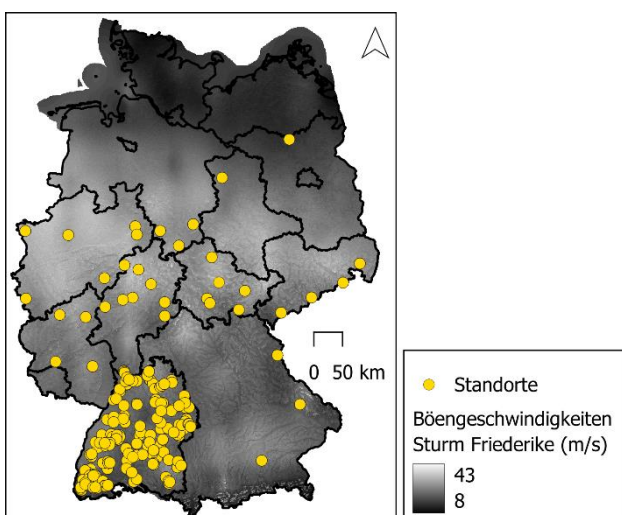 0 50 km
Standorte
Böengeschwindigkeiten
Sturm Friederike (m/s)
43
8